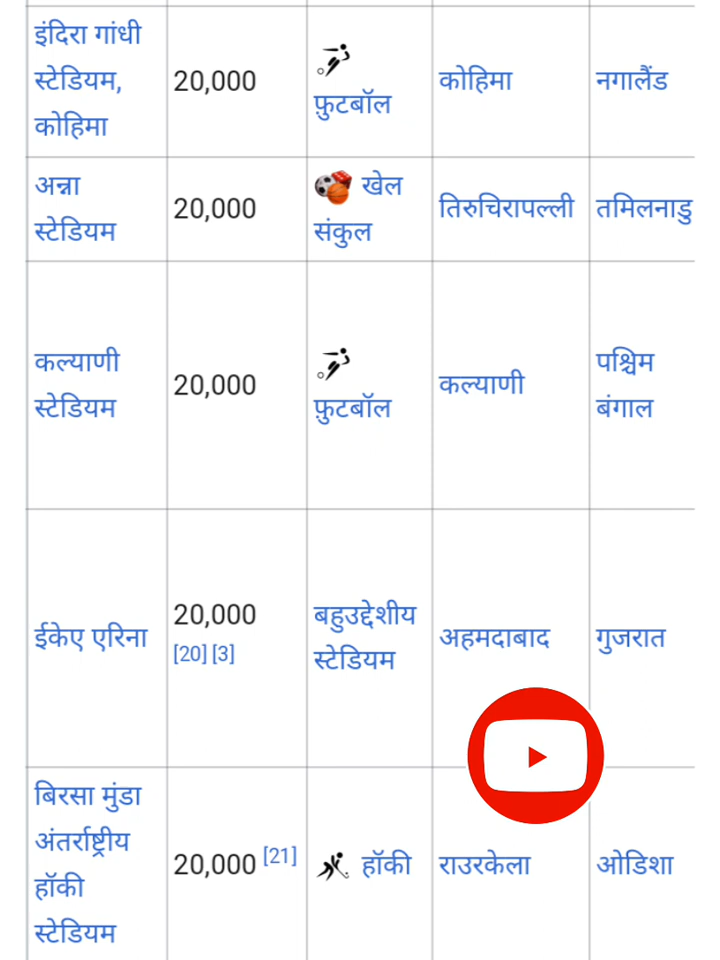 इंदिरा गांधी
स्टेडियम,
कोहिमा
20,000
फ़ुटबॉल
कोहिमा
नगालैंड
अन्ना
स्टेडियम
20,000
खेल
संकुल
तिरुचिरापल्ली
तमिलनाडु
कल्याणी
स्टेडियम
20,000
फ़ुटबॉल
कल्याणी
पश्चिम
बंगाल
ईकेए एरिना
20,000
[20] [3]
बहुउद्देशीय
स्टेडियम
अहमदाबाद
गुजरात
बिरसा मुंडा
अंतर्राष्ट्रीय
हॉकी
स्टेडियम
20,000 [21]
हॉकी
राउरकेला
ओडिशा